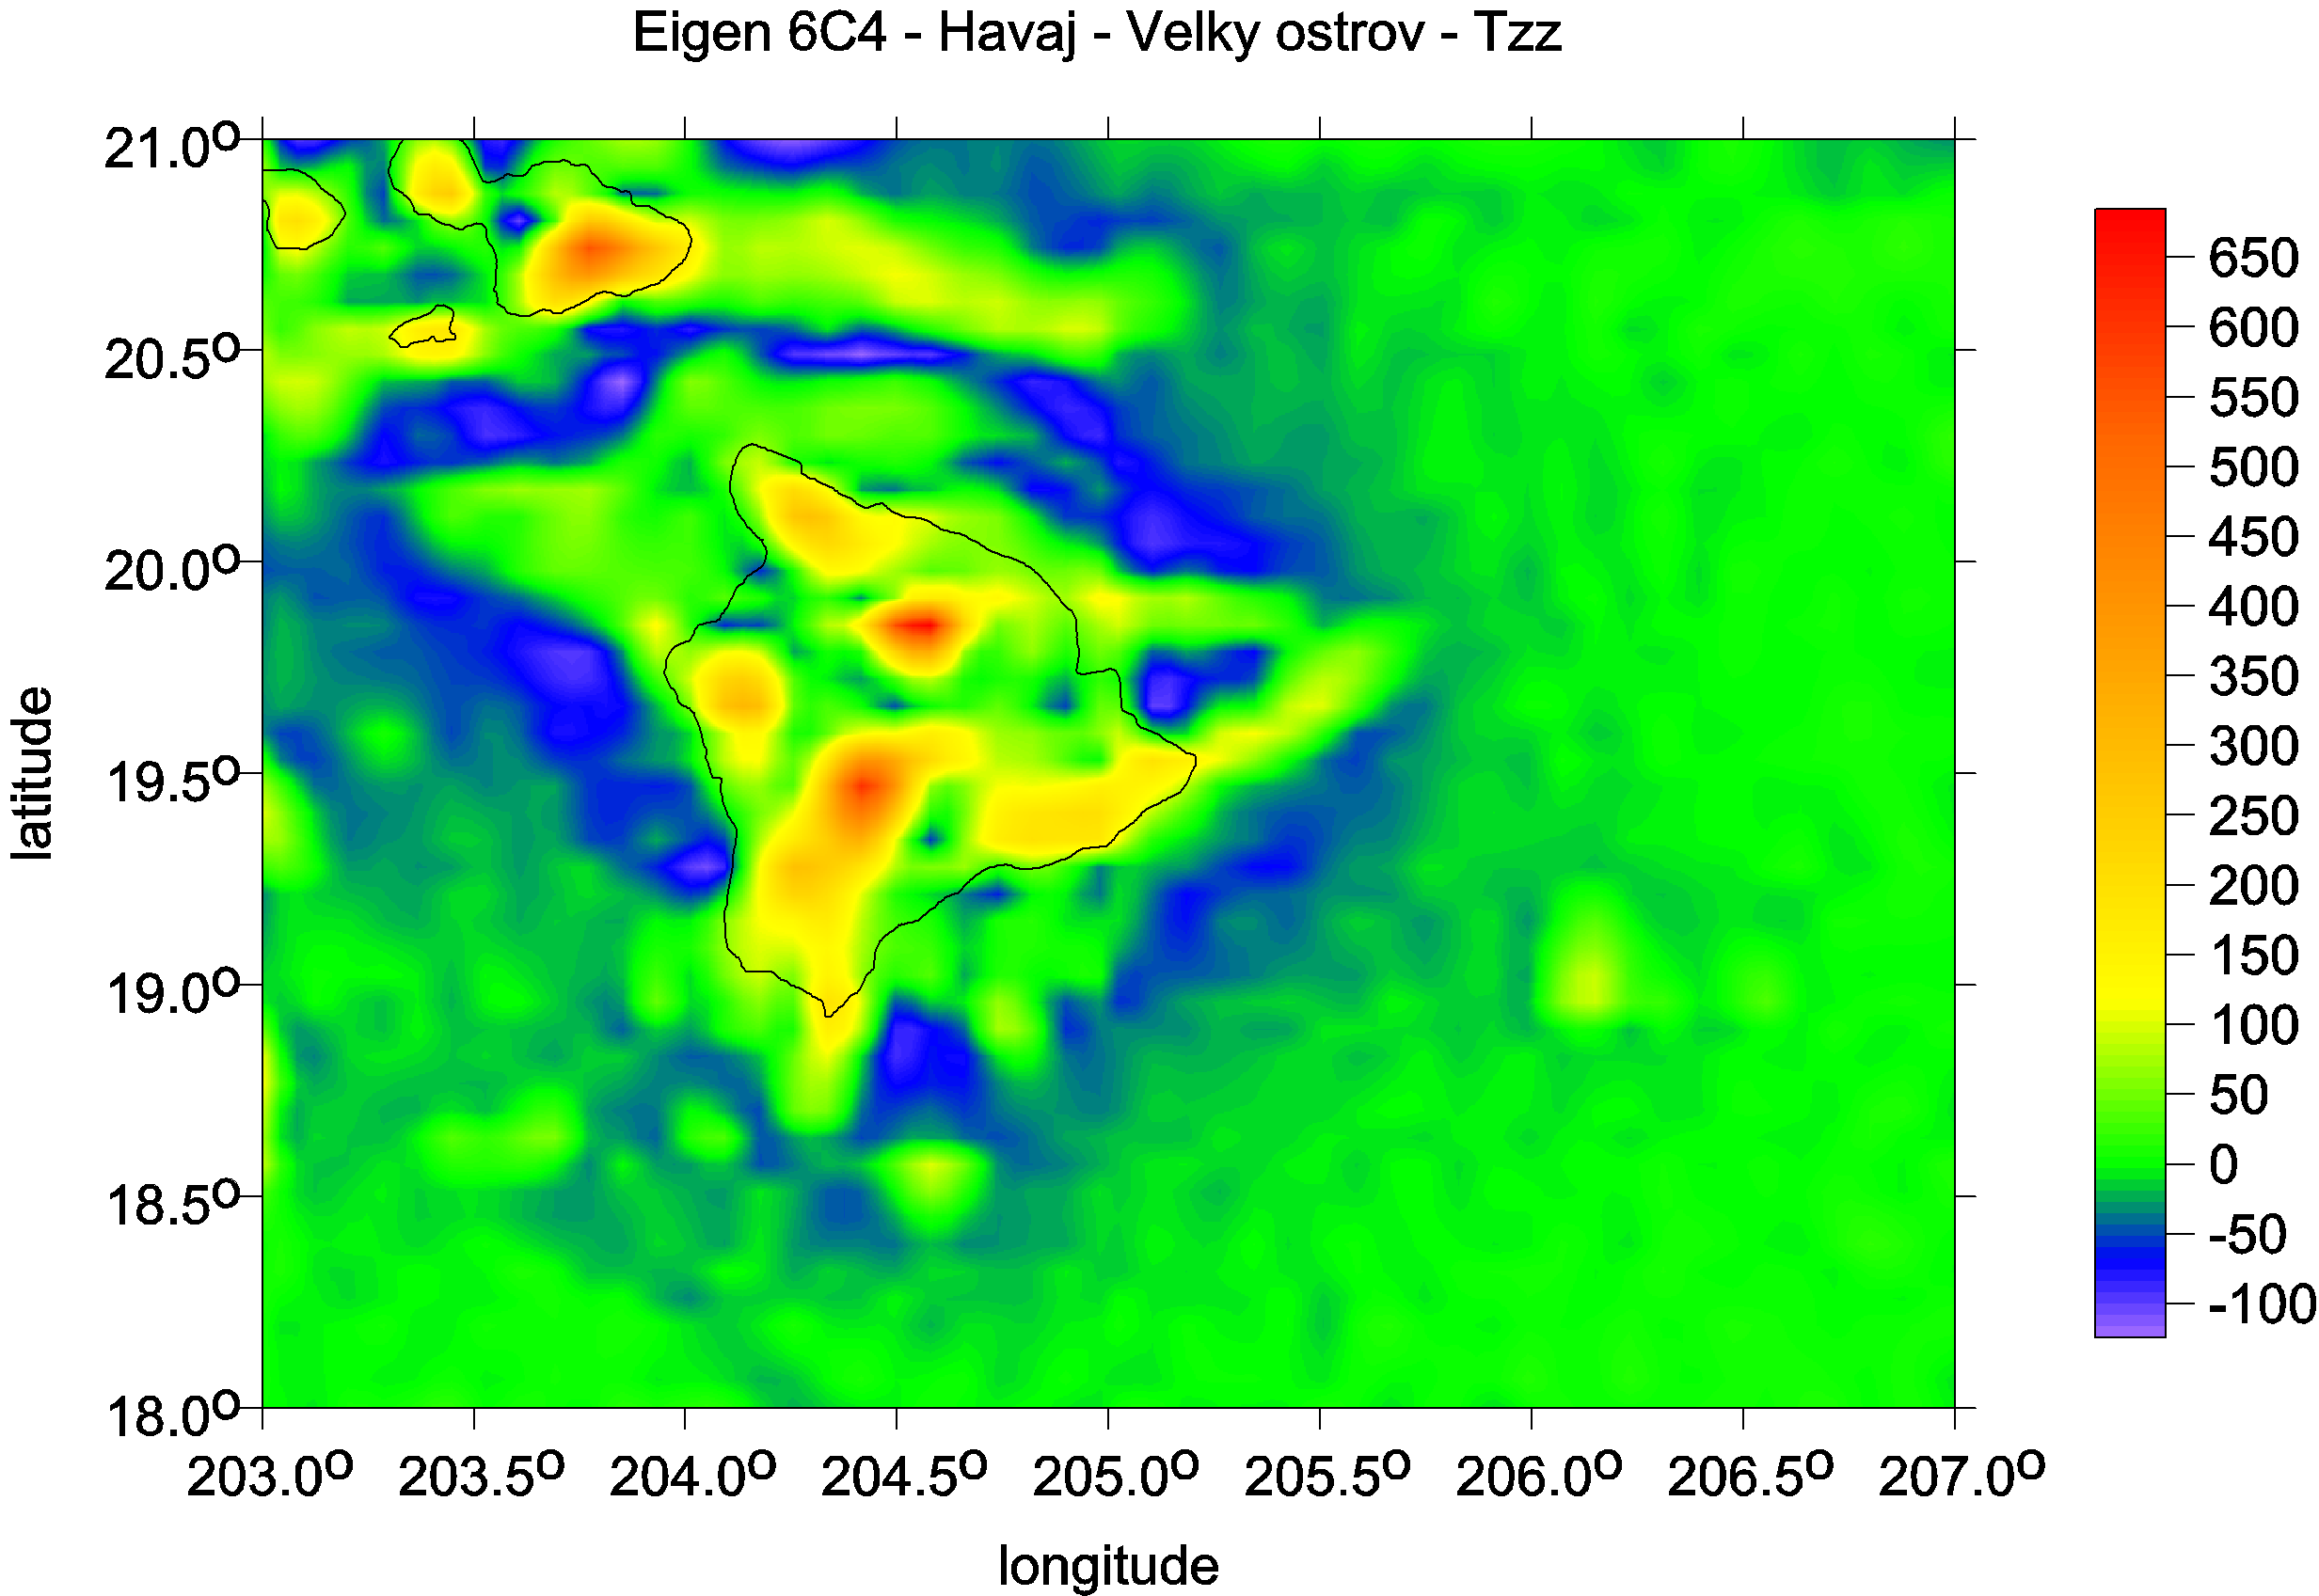 Eigen 6C4 - Havaj - Velky ostrov - Tzz
21.0º
20.5º
20.0º
19.5º
19.0º
18.5º
18.0º
latitude
203.0º 203.5º 204.0º 204.5º 205.0º 205.5º 206.0º 206.5º 207.0º
longitude
650
600
550
500
450
400
350
300
250
200
150
100
50
0
-50
-100